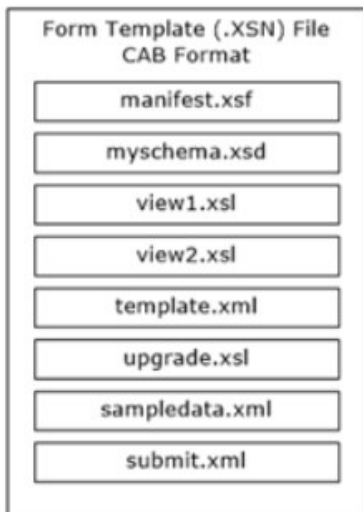 Form Template (.XSN) File
CAB Format
manifest.xsf
myschema.xsd
view1.xsl
view2.xsl
template.xml
upgrade.xsl
sampledata.xml
submit.xml